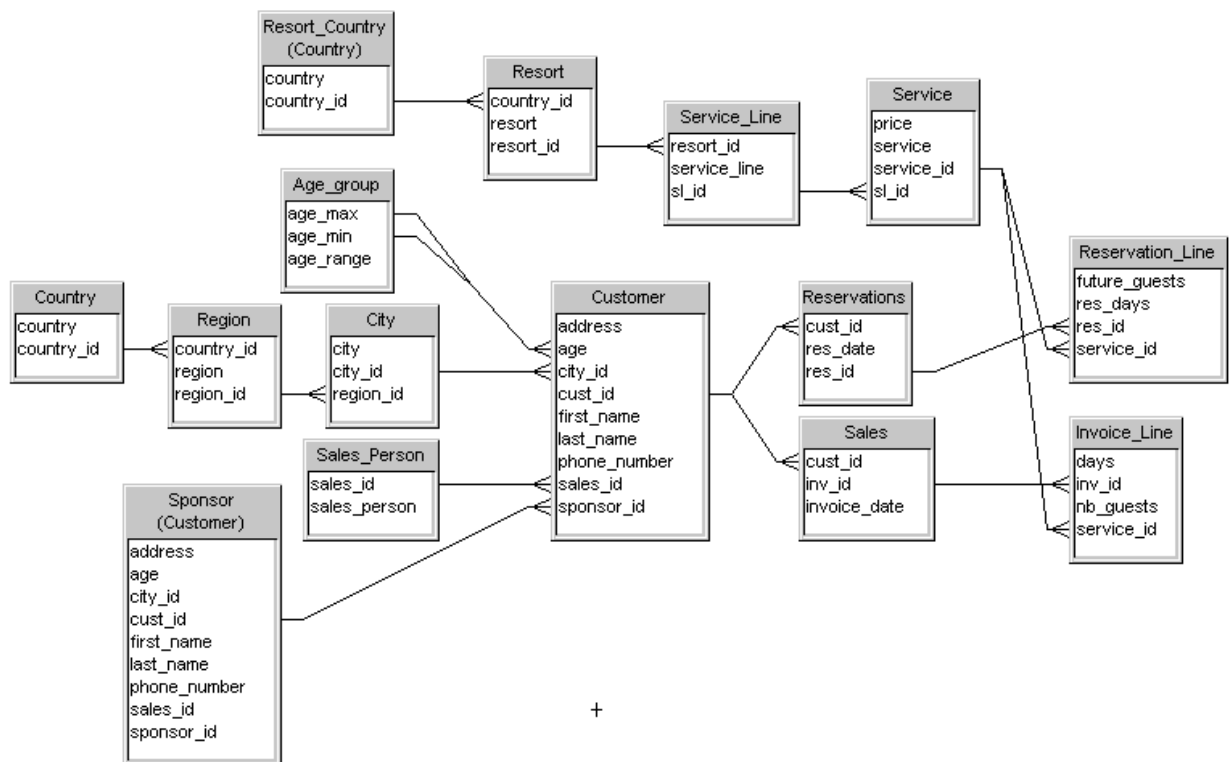 Resort_Country
(Country)
country
country_id
Resort
country_id
resort
resort_id
Service_Line
resort_id
service_line
sl_id
Service
price
service
service_id
sl_id
Age_group
age_max
age_min
age_range
Reservation_Line
future_guests
res_days
res_id
service_id
Country
country
country_id
Region
country_id
region
region_id
City
city
city_id
region_id
Customer
address
age
city_id
cust_id
first_name
last_name
phone_number
sales_id
sponsor_id
Reservations
cust_id
res_date
res_id
Sales_Person
sales_id
sales_person
Sales
cust_id
inv_id
invoice_date
Invoice_Line
days
inv_id
nb_guests
service_id
Sponsor
(Customer)
address
age
city_id
cust_id
first_name
last_name
phone_number
sales_id
sponsor_id